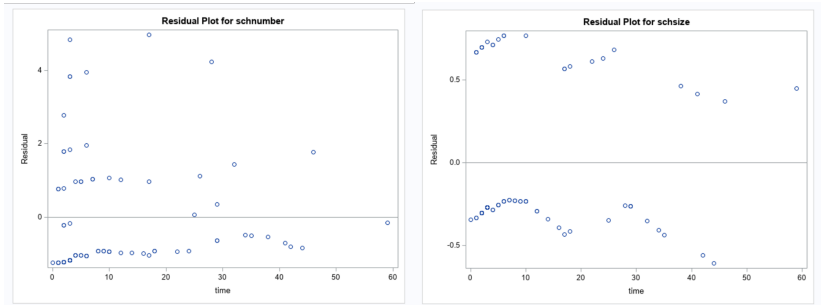 Residual Plot for schnumber
Residual
4
2
0
0 10 20 30 40 50 60
time
Residual Plot for schsize
Residual
0.5
0.0
-0.5
0 10 20 30 40 50 60
time